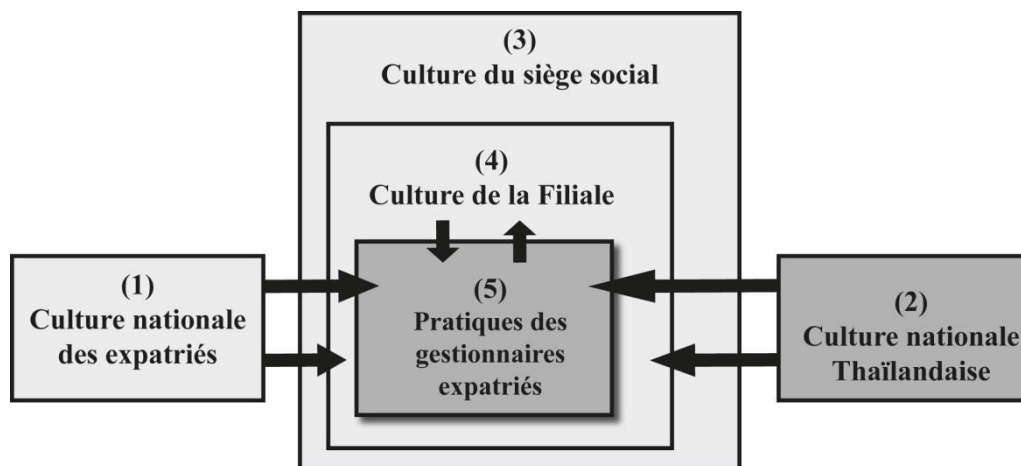 (3)
Culture du siège social
(4)
Culture de la Filiale
(1)
Culture nationale
des expatriés
(5)
Pratiques des
gestionnaires
expatriés
(2)
Culture nationale
Thaïlandaise